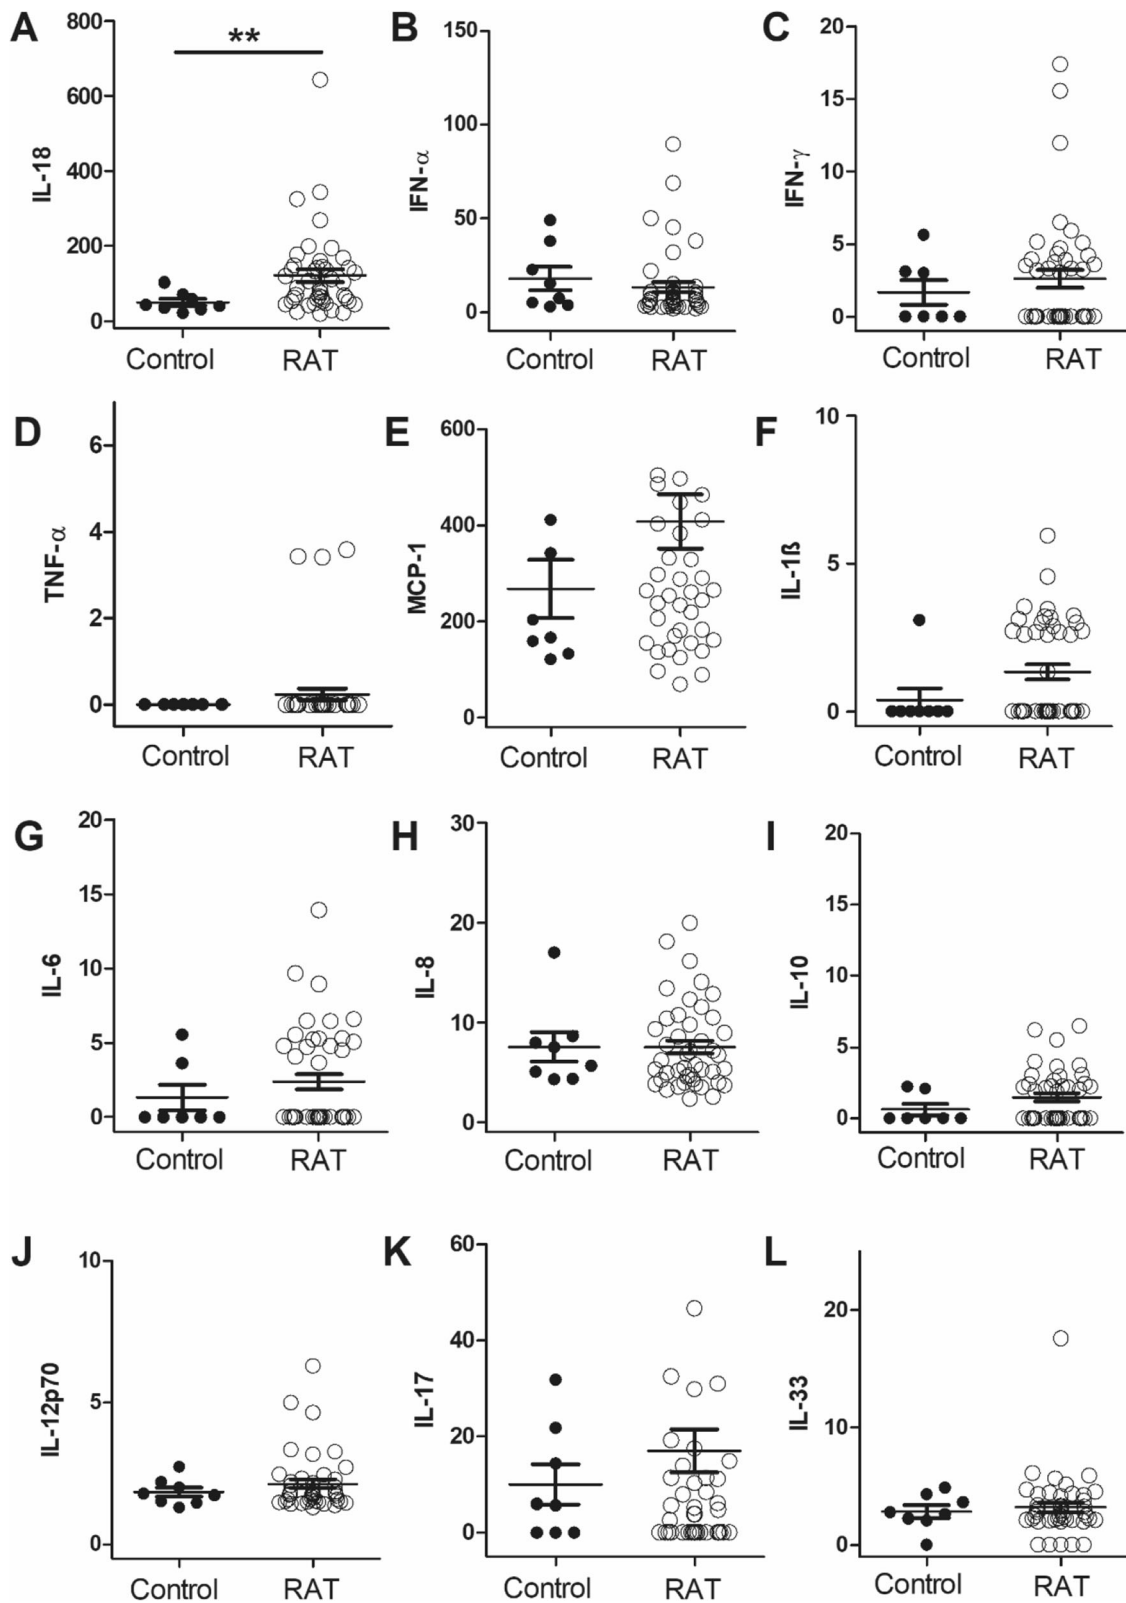 A
IL-18
800
600
400
200
0
**
Control
RAT
B
IFN-α
150
100
50
0
Control
RAT
C
IFN-γ
20
15
10
5
0
Control
RAT
D
TNF-α
6
4
2
0
Control
RAT
E
MCP-1
600
400
200
0
Control
RAT
F
IL-1ß
10
5
0
Control
RAT
G
IL-6
20
15
10
5
0
Control
RAT
H
IL-8
30
20
10
0
Control
RAT
I
IL-10
20
15
10
5
0
Control
RAT
J
IL-12p70
10
5
0
Control
RAT
K
IL-17
60
40
20
0
Control
RAT
L
IL-33
20
10
0
Control
RAT